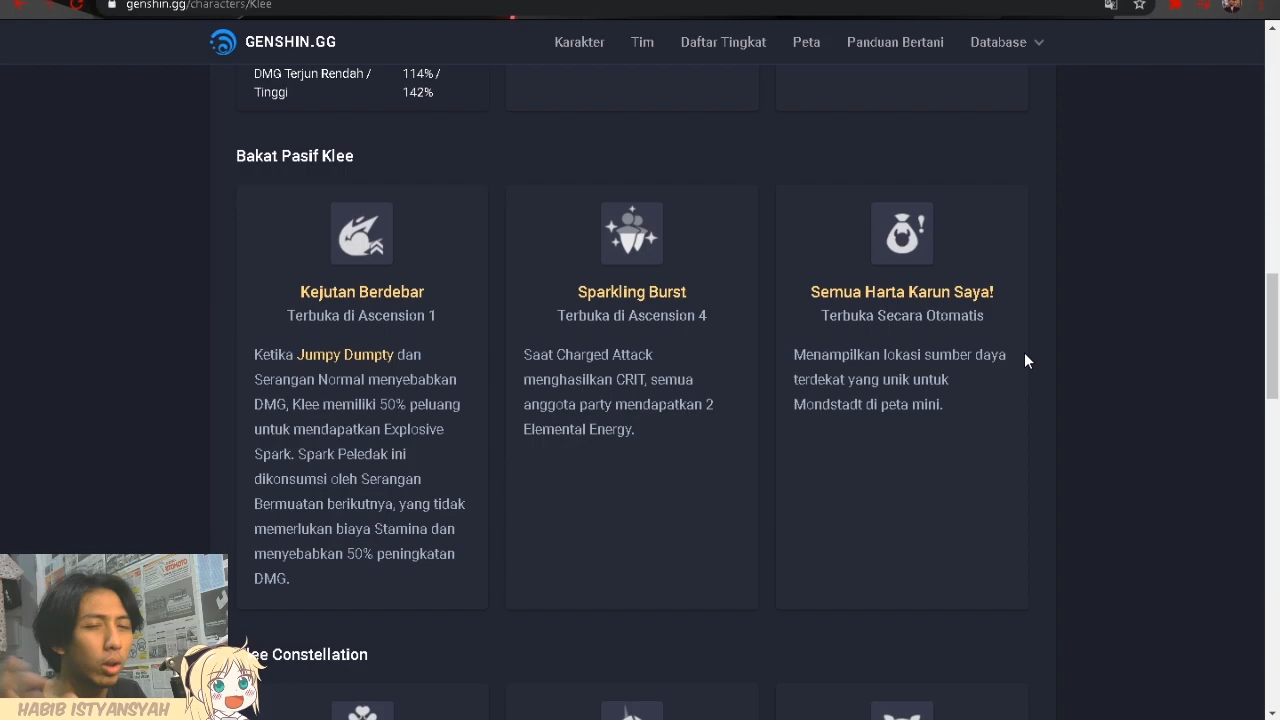 genshin.gg/characters/Klee
GENSHIN.GG
Karakter
Tim
Daftar Tingkat
Peta
Panduan Bertani
Database
DMG Terjun Rendah / 114% /
Tinggi 142%
Bakat Pasif Klee
Kejutan Berdebar
Terbuka di Ascension 1
Ketika Jumpy Dumpty dan
Serangan Normal menyebabkan
DMG, Klee memiliki 50% peluang
untuk mendapatkan Explosive
Spark. Spark Peledak ini
dikonsumsi oleh Serangan
Bermuatan berikutnya, yang tidak
memerlukan biaya Stamina dan
menyebabkan 50% peningkatan
DMG.
Sparkling Burst
Terbuka di Ascension 4
Saat Charged Attack
menghasilkan CRIT, semua
anggota party mendapatkan 2
Elemental Energy.
Semua Harta Karun Saya!
Terbuka Secara Otomatis
Menampilkan lokasi sumber daya
terdekat yang unik untuk
Mondstadt di peta mini.
lee Constellation
HABIB ISTYANSYAH